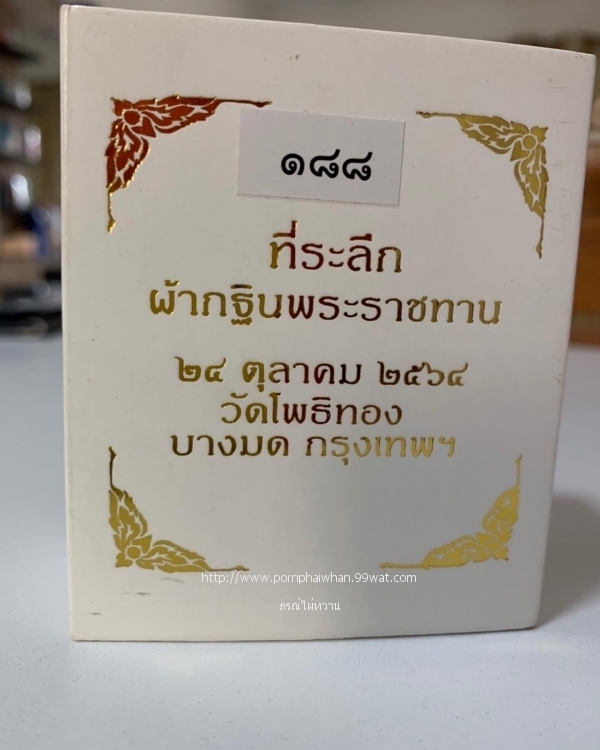 ๑๘๘
ที่ระลึก
ผ้ากฐินพระราชทาน
๒๔ ตุลาคม ๒๕๖๔
วัดโพธิทอง
บางมด กรุงเทพฯ
http://www.pornphaiwhan.99wat.com
ภรณ์ไผ่หวาน